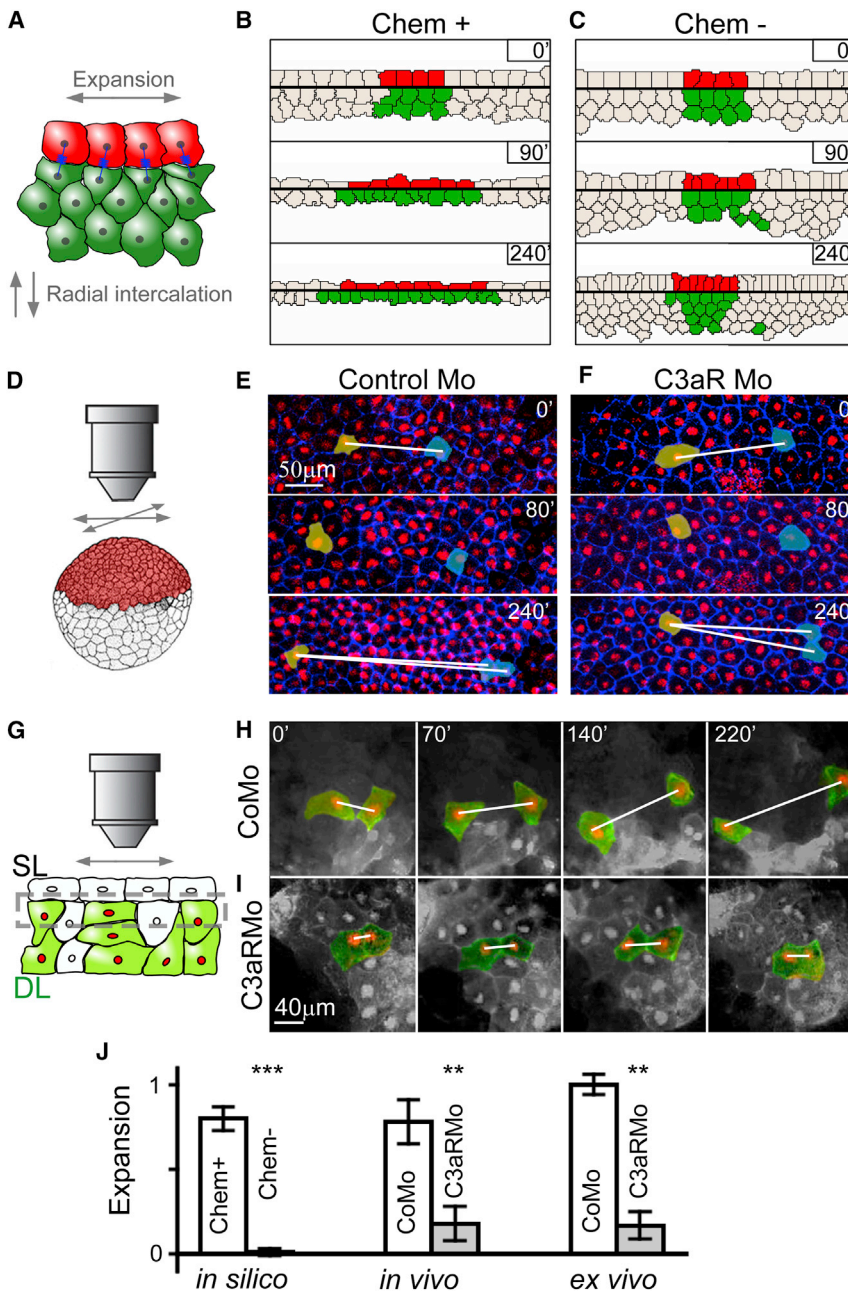 A
Expansion
Radial intercalation
B
Chem +
0'
90'
240'
C
Chem -
0
90
240
D
E
Control Mo
0'
50µm
80'
240'
F
C3aR Mo
0
80
240
G
SL
DL
H
CoMo
0'
70'
140'
220'
I
C3aRMo
40µm
J
Expansion
1
0
***
**
**
Chem+
Chem-
CoMo
C3aRMo
CoMo
C3aRMo
in silico
in vivo
ex vivo